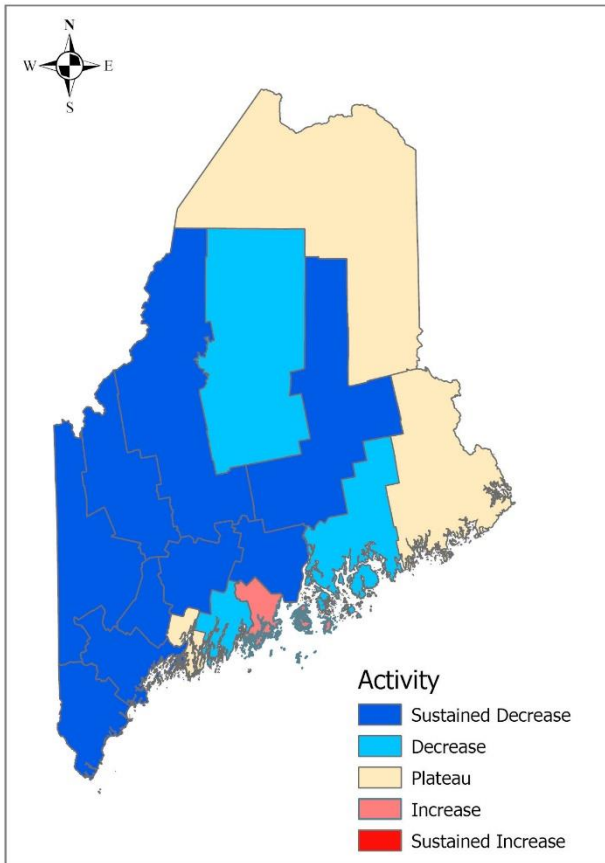 N
W E
S
Activity
Sustained Decrease
Decrease
Plateau
Increase
Sustained Increase